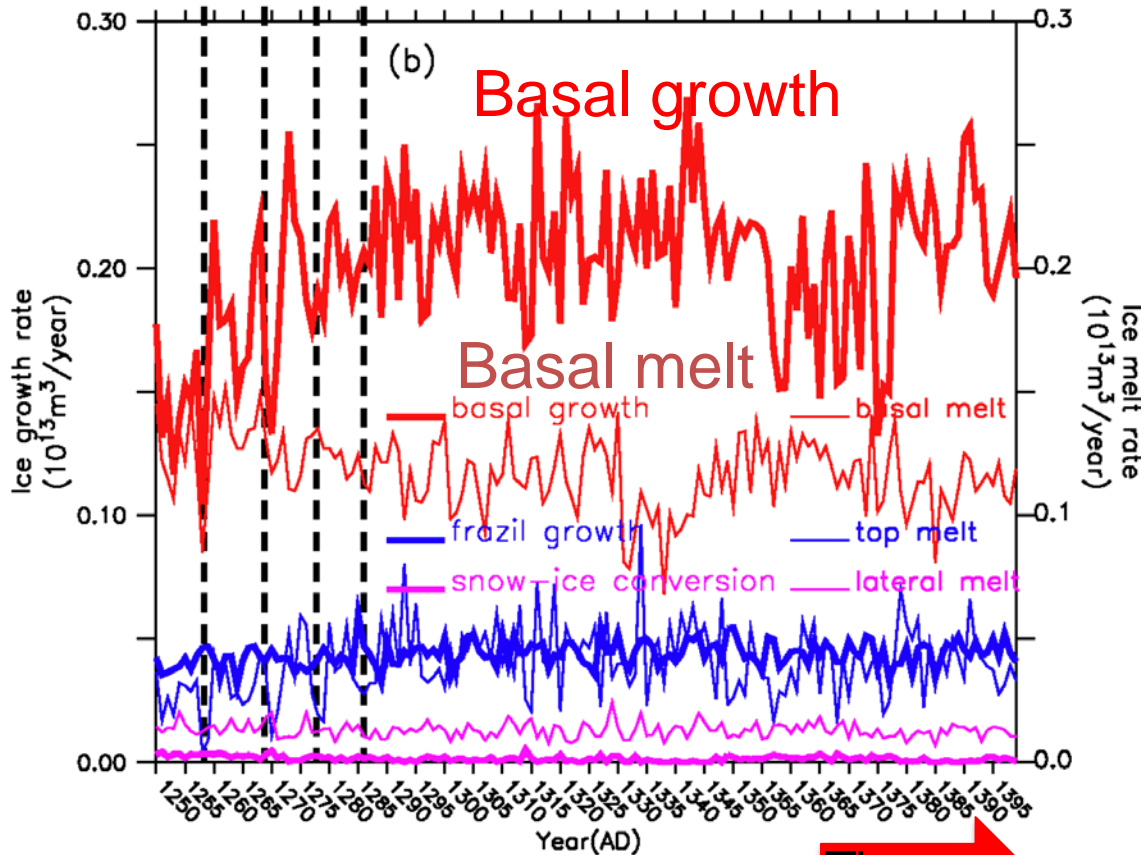 0.30
0.3
(b)
Basal growth
0.20
0.2
Ice growth rate
(10¹³m³/year)
Ice melt rate
(10¹³m³/year)
Basal melt
basal growth
basal melt
0.10
0.1
frazil growth
top melt
snow-ice conversion
lateral melt
0.00
0.0
1250 1255 1260 1265 1270 1275 1280 1285 1290 1295 1300 1305 1310 1315 1320 1325 1330 1335 1340 1345 1350 1355 1360 1365 1370 1375 1380 1385 1390 1395
Year(AD)